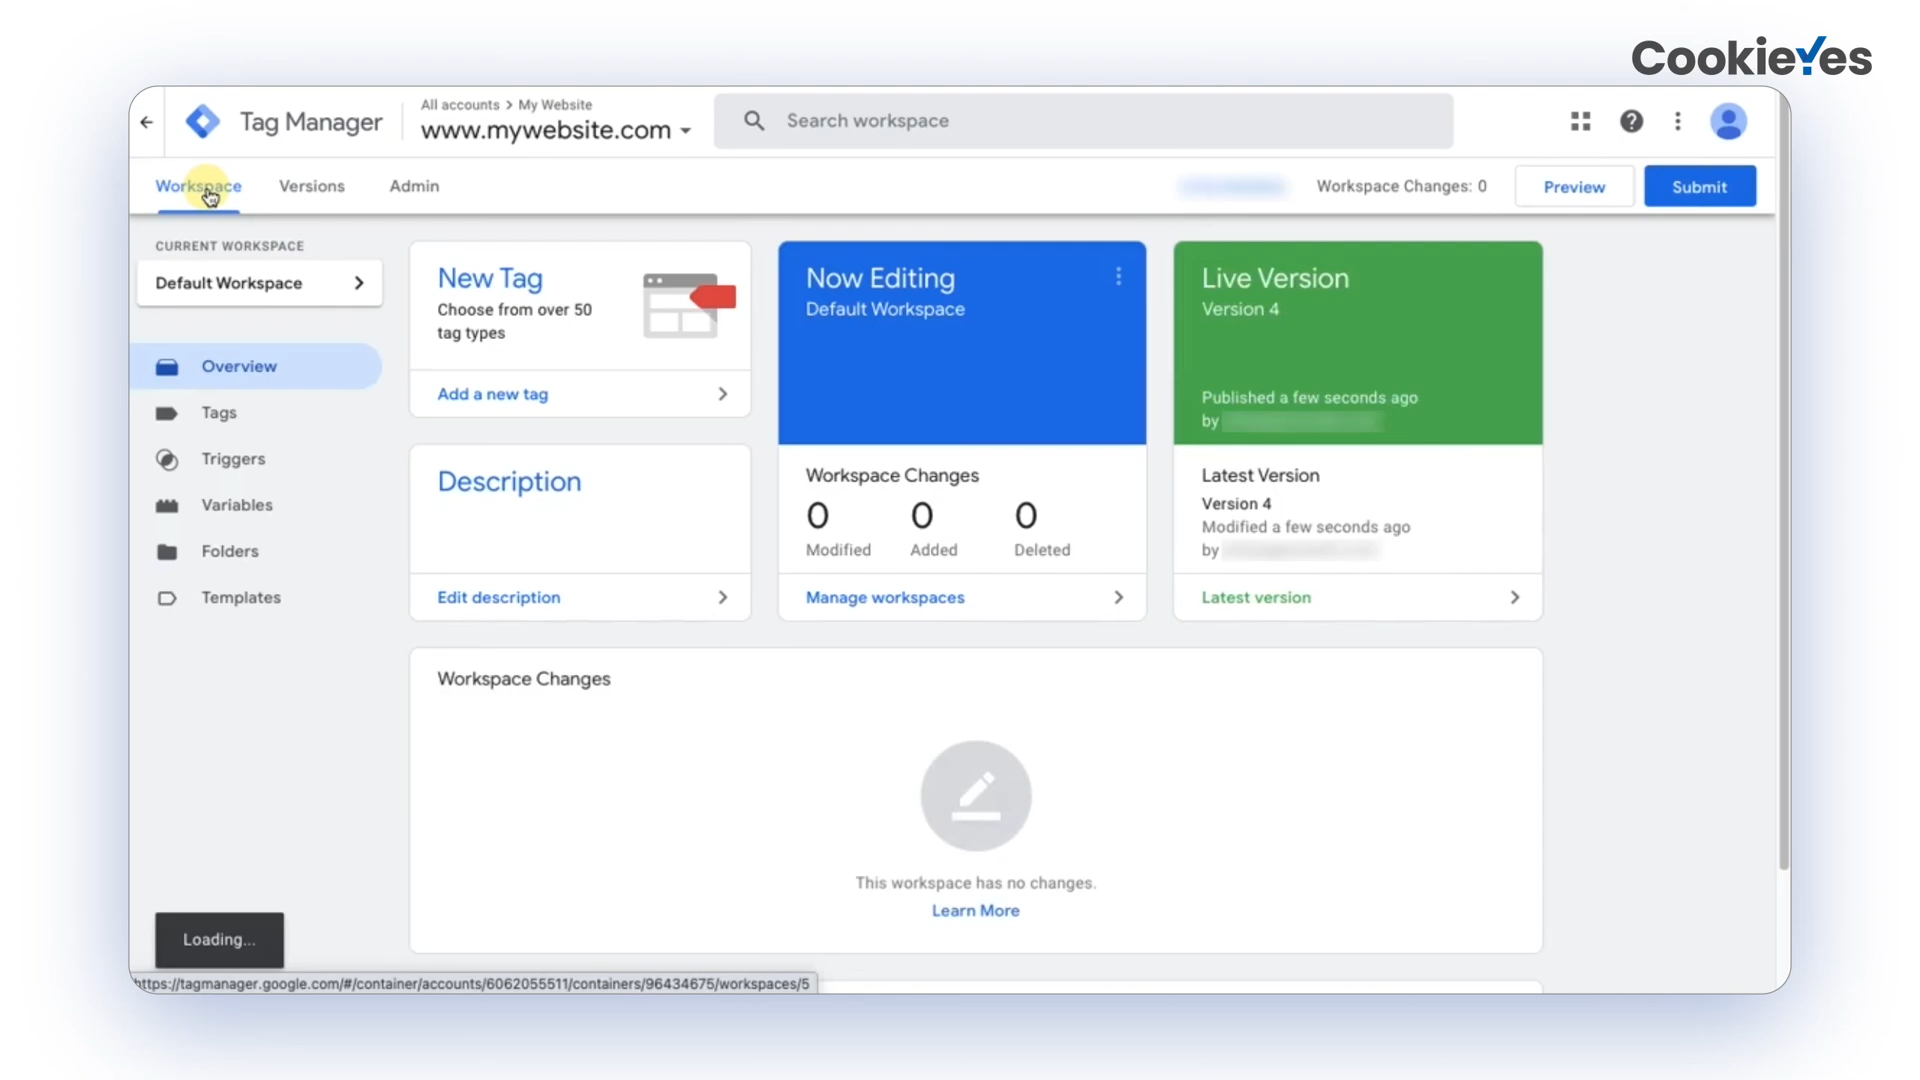 CookieYes
Tag Manager
All accounts > My Website
www.mywebsite.com
Search workspace
Workspace
Versions
Admin
Workspace Changes: 0
Preview
Submit
CURRENT WORKSPACE
Default Workspace
Overview
Tags
Triggers
Variables
Folders
Templates
New Tag
Choose from over 50
tag types
Add a new tag
Description
Edit description
Now Editing
Default Workspace
Workspace Changes
0 0 0
Modified Added Deleted
Manage workspaces
Live Version
Version 4
Published a few seconds ago
by
Latest Version
Version 4
Modified a few seconds ago
by
Latest version
Workspace Changes
This workspace has no changes.
Learn More
Loading...
https://tagmanager.google.com/#/container/accounts/6062055511/containers/96434675/workspaces/5